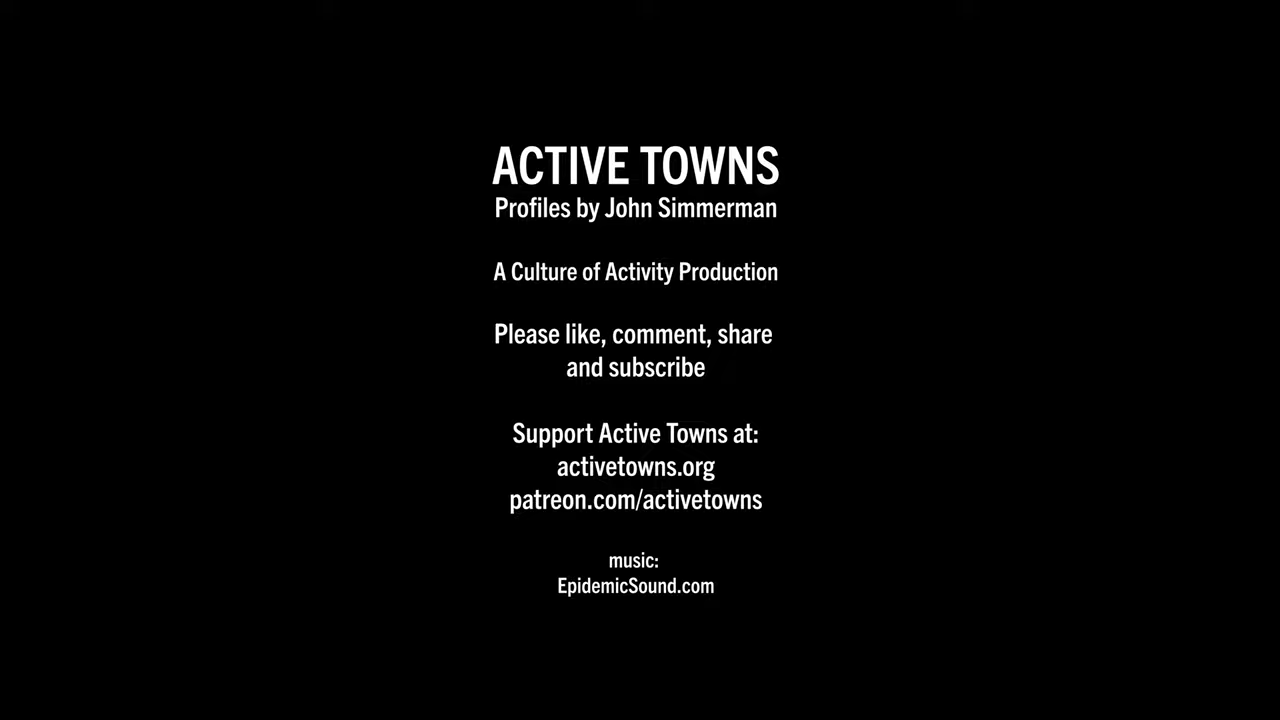 ACTIVE TOWNS
Profiles by John Simmerman
A Culture of Activity Production
Please like, comment, share
and subscribe
Support Active Towns at:
activetowns.org
patreon.com/activetowns
music:
EpidemicSound.com